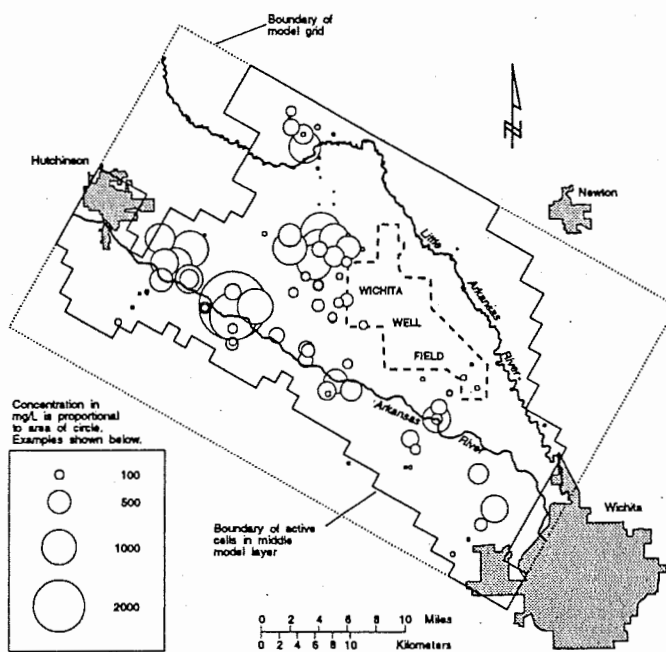 Boundary of
model grid
N
Hutchinson
Newton
Little
Arkansas
River
WICHITA
WELL
FIELD
Concentration in
mg/L is proportional
to area of circle.
Examples shown below.
100
500
1000
2000
Arkansas
River
Boundary of active
cells in middle
model layer
Wichita
0 2 4 6 8 10 Miles
0 2 4 6 8 10 Kilometers